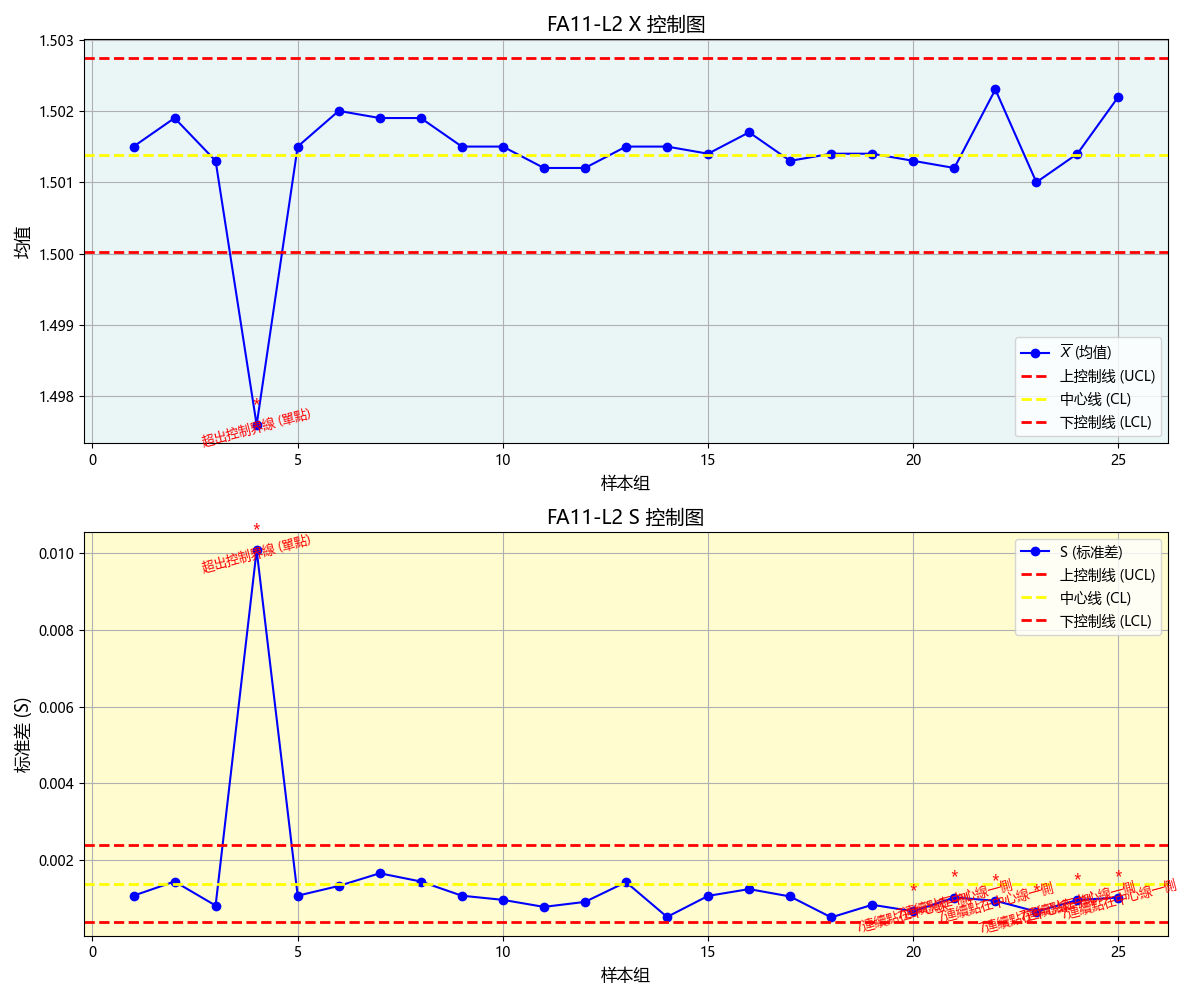 FA11-L2 X 控制图
1.503
1.502
1.501
1.500
1.499
1.498
均值
X (均值)
上控制线 (UCL)
中心线 (CL)
下控制线 (LCL)
*
超出控制界線 (單點)
0
5
10
15
20
25
样本组
FA11-L2 S 控制图
*
超出控制界線 (單點)
0.010
0.008
0.006
0.004
0.002
标准差 (S)
S (标准差)
上控制线 (UCL)
中心线 (CL)
下控制线 (LCL)
*
*
*
*
*
*
0
5
10
15
20
25
样本组